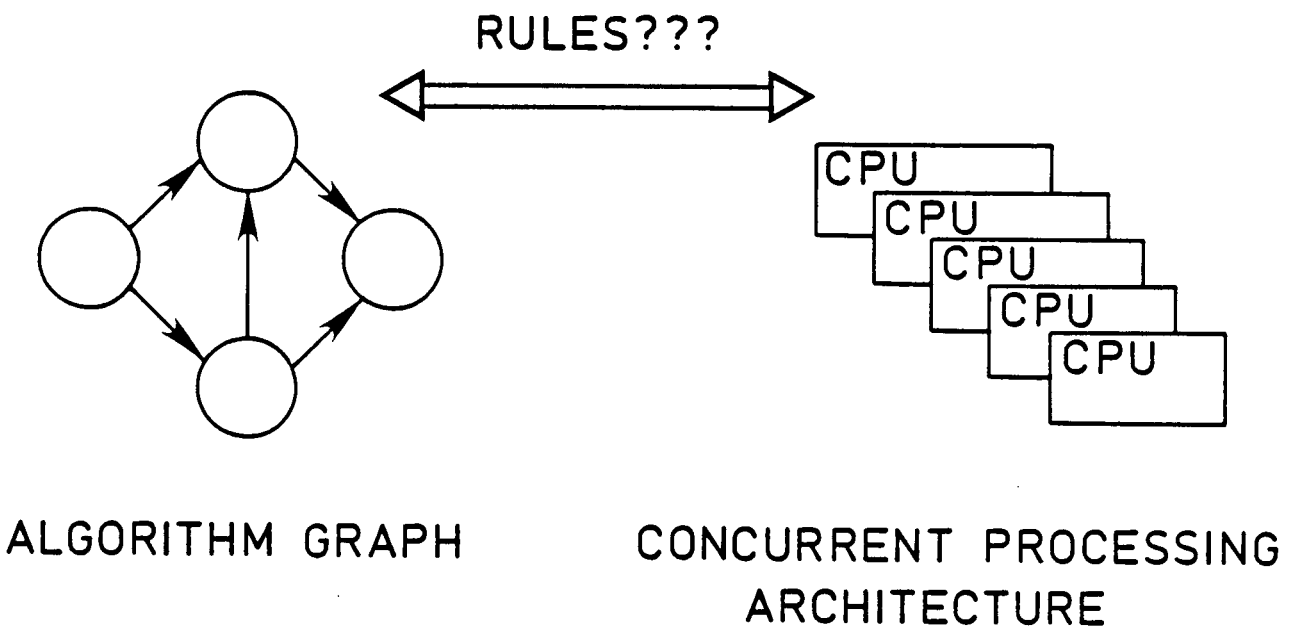 RULES???
CPU
CPU
CPU
CPU
CPU
ALGORITHM GRAPH
CONCURRENT PROCESSING
ARCHITECTURE